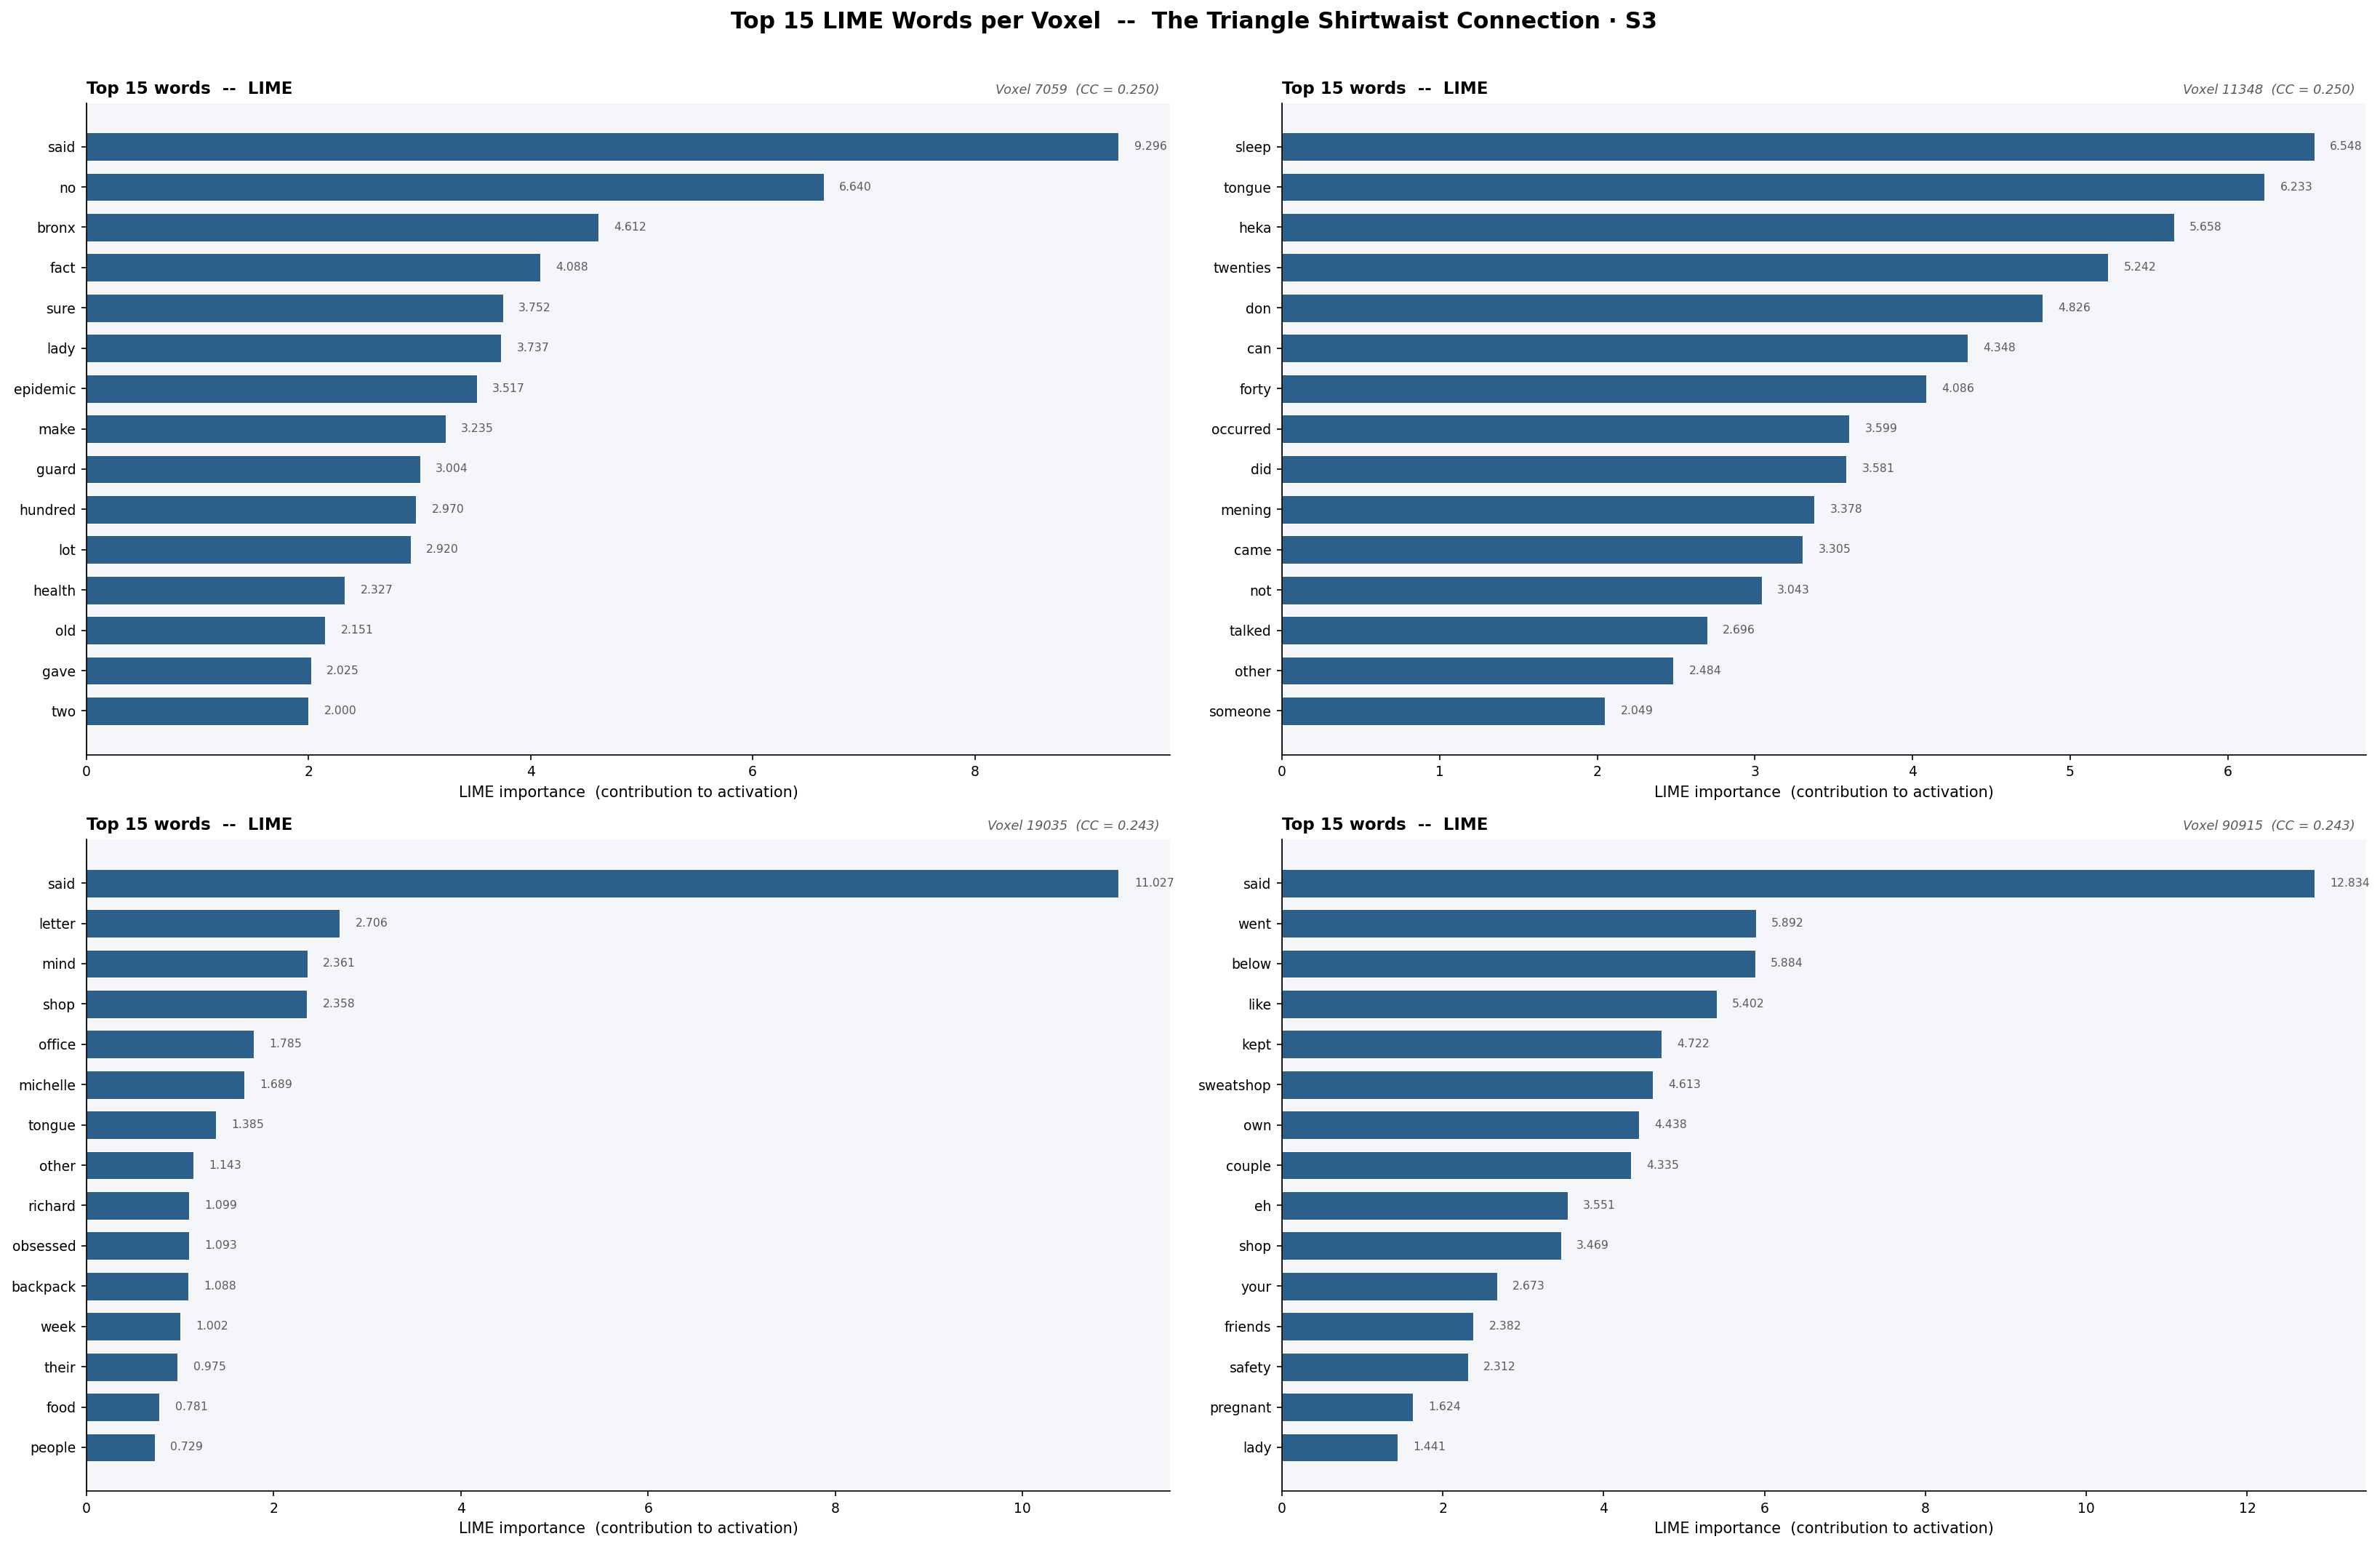 Top 15 LIME Words per Voxel  --  The Triangle Shirtwaist Connection · S3
Top 15 words  --  LIME
Voxel 7059  (CC = 0.250)
said 9.296
no 6.640
bronx 4.612
fact 4.088
sure 3.752
lady 3.737
epidemic 3.517
make 3.235
guard 3.004
hundred 2.970
lot 2.920
health 2.327
old 2.151
gave 2.025
two 2.000
0 2 4 6 8
LIME importance  (contribution to activation)
Top 15 words  --  LIME
Voxel 11348  (CC = 0.250)
sleep 6.548
tongue 6.233
heka 5.658
twenties 5.242
don 4.826
can 4.348
forty 4.086
occurred 3.599
did 3.581
mening 3.378
came 3.305
not 3.043
talked 2.696
other 2.484
someone 2.049
0 1 2 3 4 5 6
LIME importance  (contribution to activation)
Top 15 words  --  LIME
Voxel 19035  (CC = 0.243)
said 11.027
letter 2.706
mind 2.361
shop 2.358
office 1.785
michelle 1.689
tongue 1.385
other 1.143
richard 1.099
obsessed 1.093
backpack 1.088
week 1.002
their 0.975
food 0.781
people 0.729
0 2 4 6 8 10
LIME importance  (contribution to activation)
Top 15 words  --  LIME
Voxel 90915  (CC = 0.243)
said 12.834
went 5.892
below 5.884
like 5.402
kept 4.722
sweatshop 4.613
own 4.438
couple 4.335
eh 3.551
shop 3.469
your 2.673
friends 2.382
safety 2.312
pregnant 1.624
lady 1.441
0 2 4 6 8 10 12
LIME importance  (contribution to activation)